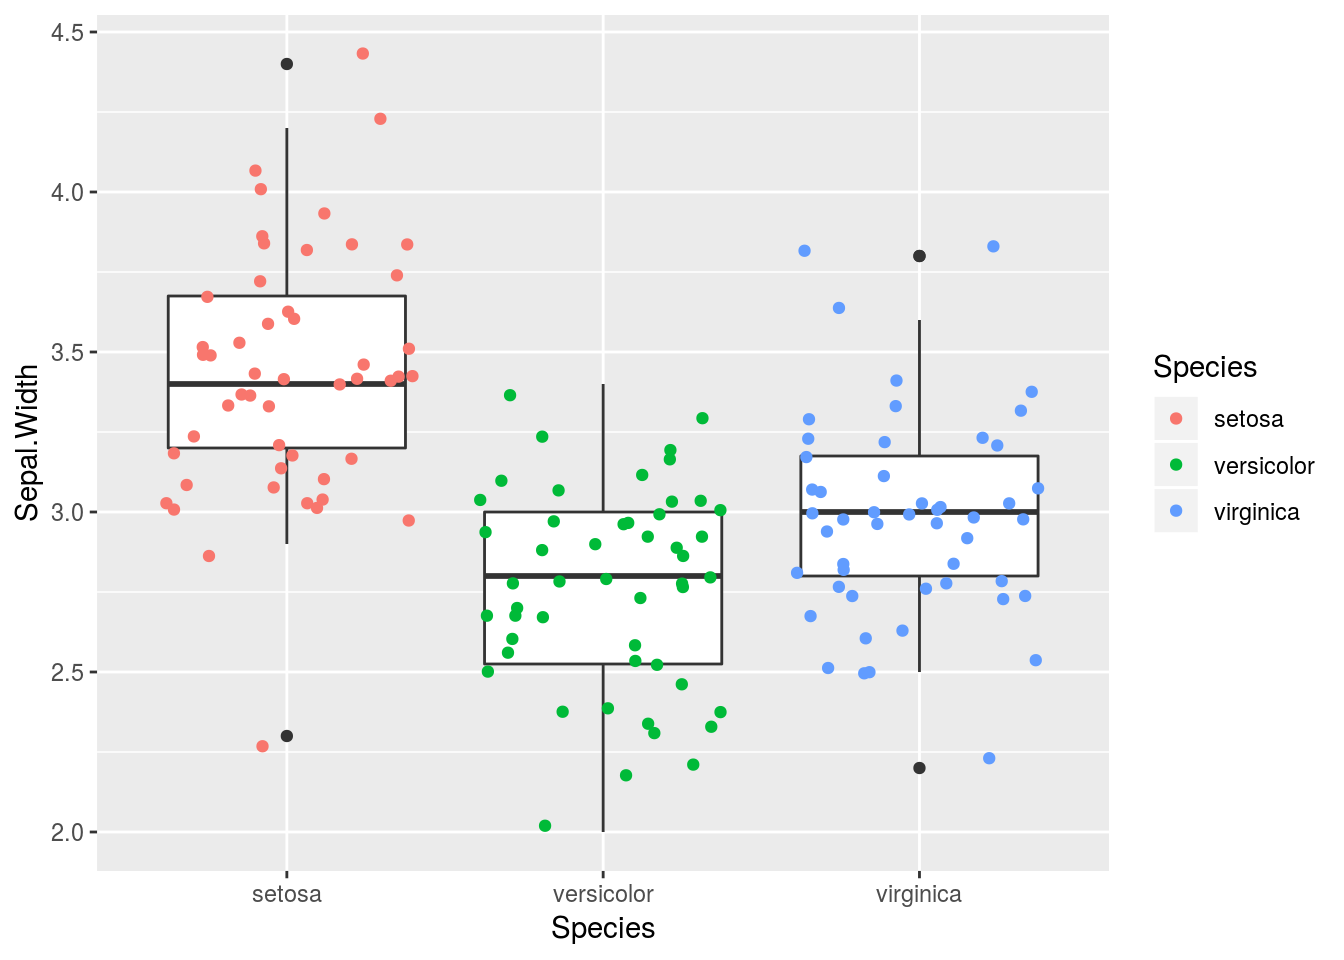 4.5
4.0
3.5
3.0
2.5
2.0
Sepal.Width
setosa
versicolor
virginica
Species
Species
setosa
versicolor
virginica